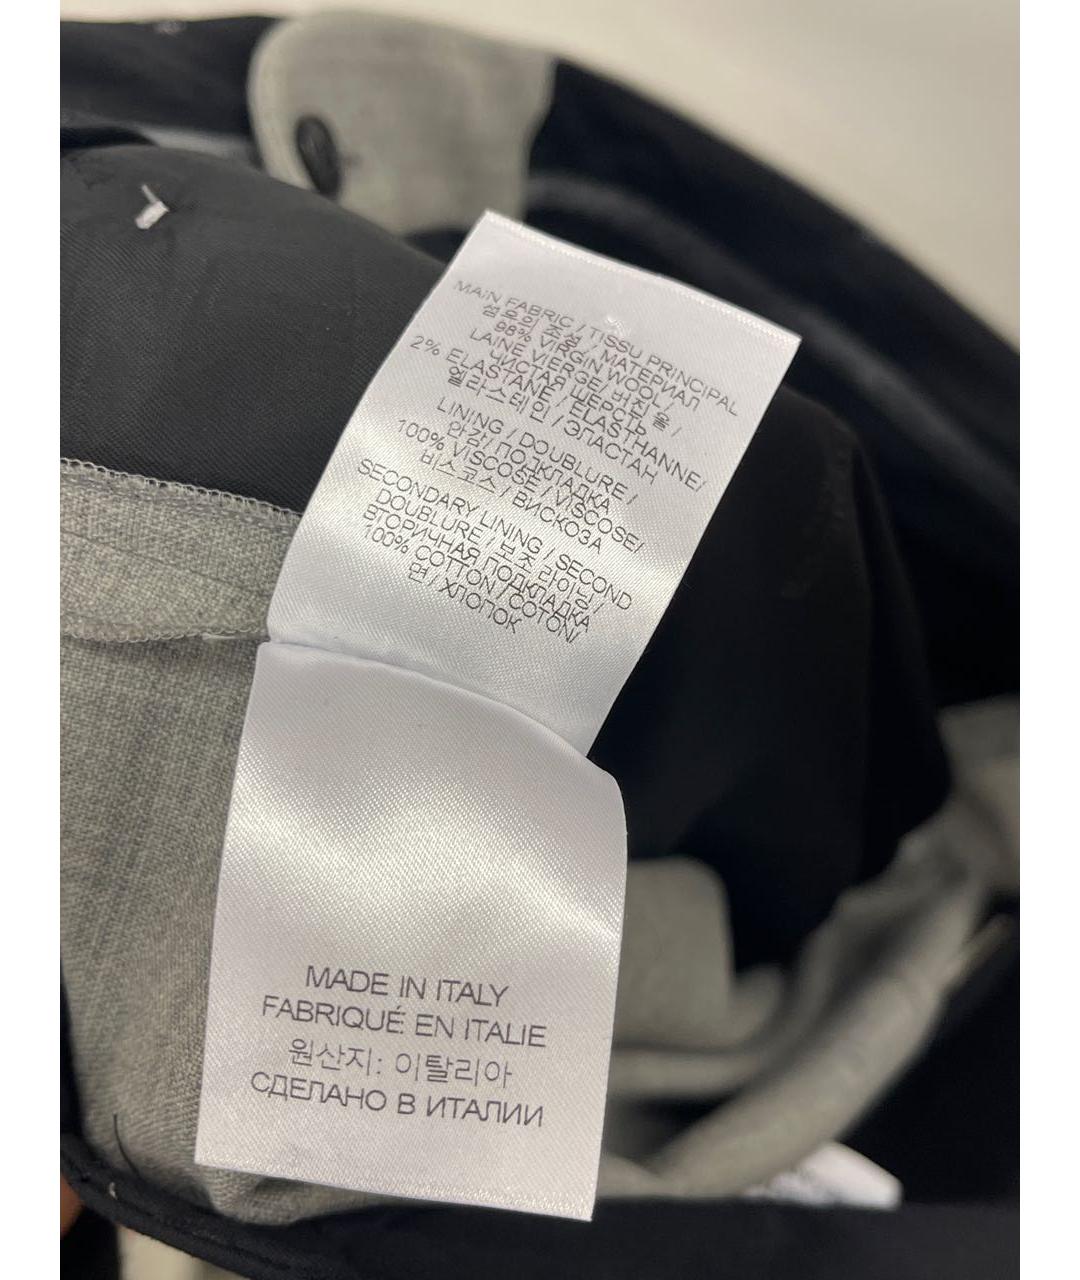 MAIN FABRIC / TISSU PRINCIPAL
섬유의 조성 / МАТЕРИАЛ
98% VIRGIN WOOL /
LAINE VIERGE/ 버진 울 /
ЧИСТАЯ ШЕРСТЬ
2% ELASTANE / ELASTHANNE/
엘라스테인 / ЭЛАСТАН
LINING / DOUBLURE /
안감/ ПОДКЛАДКА
100% VISCOSE / VISCOSE/
비스코스 / ВИСКОЗА
SECONDARY LINING / SECOND
DOUBLURE / 보조 라이닝 /
ВТОРИЧНАЯ ПОДКЛАДКА
100% COTTON / COTON/
면 / ХЛОПОК
MADE IN ITALY
FABRIQUÉ EN ITALIE
원산지: 이탈리아
СДЕЛАНО В ИТАЛИИ